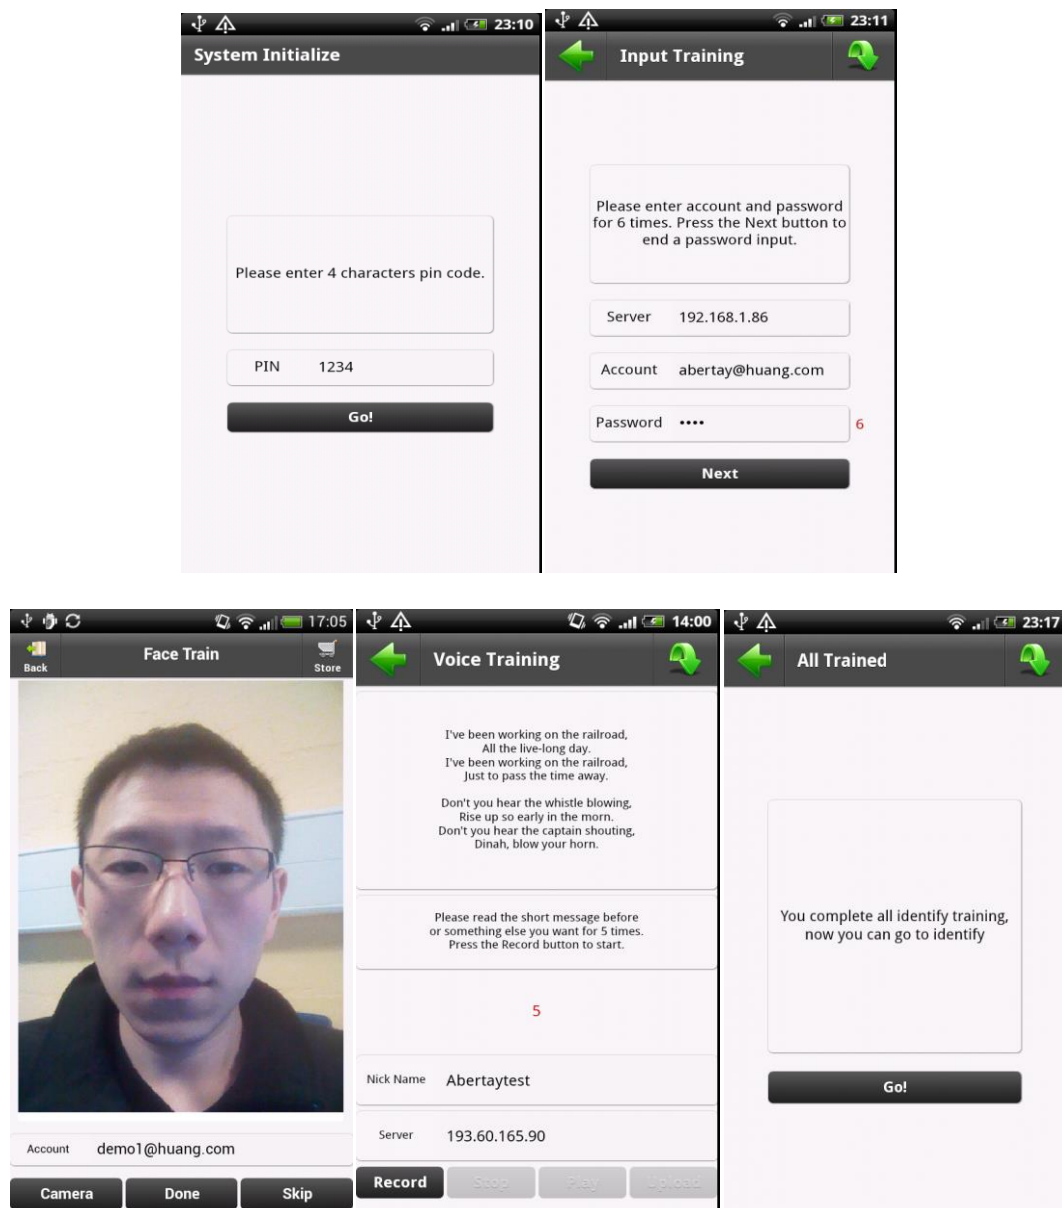 23:10
System Initialize
Please enter 4 characters pin code.
PIN 1234
Go!
23:11
Input Training
Please enter account and password
for 6 times. Press the Next button to
end a password input.
Server 192.168.1.86
Account abertay@huang.com
Password ••••
6
Next
17:05
Back
Face Train
Store
Account demo1@huang.com
Camera Done Skip
14:00
Voice Training
I've been working on the railroad,
All the live-long day.
I've been working on the railroad,
Just to pass the time away.
Don't you hear the whistle blowing,
Rise up so early in the morn.
Don't you hear the captain shouting,
Dinah, blow your horn.
Please read the short message before
or something else you want for 5 times.
Press the Record button to start.
5
Nick Name Abertaytest
Server 193.60.165.90
Record Stop Play Upload
23:17
All Trained
You complete all identify training,
now you can go to identify
Go!